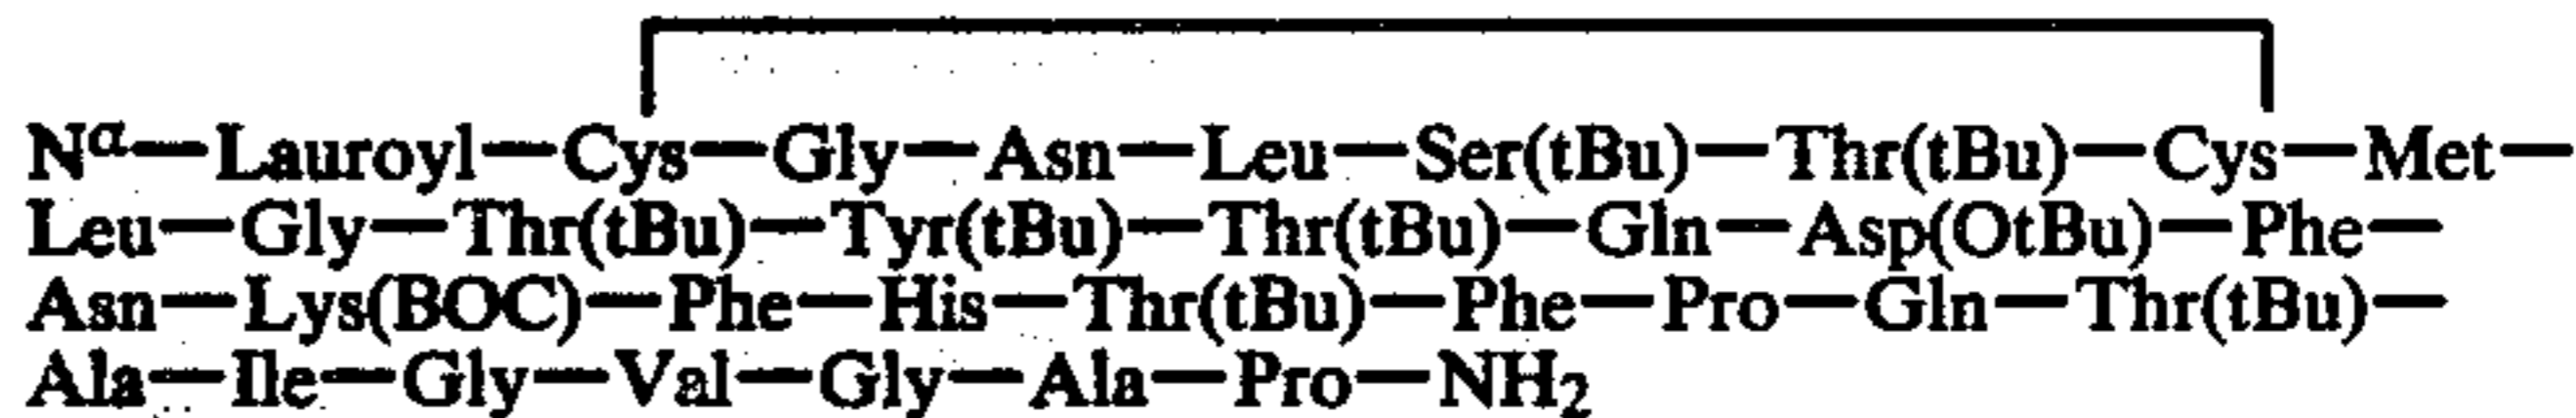 Nα—Lauroyl—Cys—Gly—Asn—Leu—Ser(tBu)—Thr(tBu)—Cys—Met—
Leu—Gly—Thr(tBu)—Tyr(tBu)—Thr(tBu)—Gln—Asp(OtBu)—Phe—
Asn—Lys(BOC)—Phe—His—Thr(tBu)—Phe—Pro—Gln—Thr(tBu)—
Ala—Ile—Gly—Val—Gly—Ala—Pro—NH₂